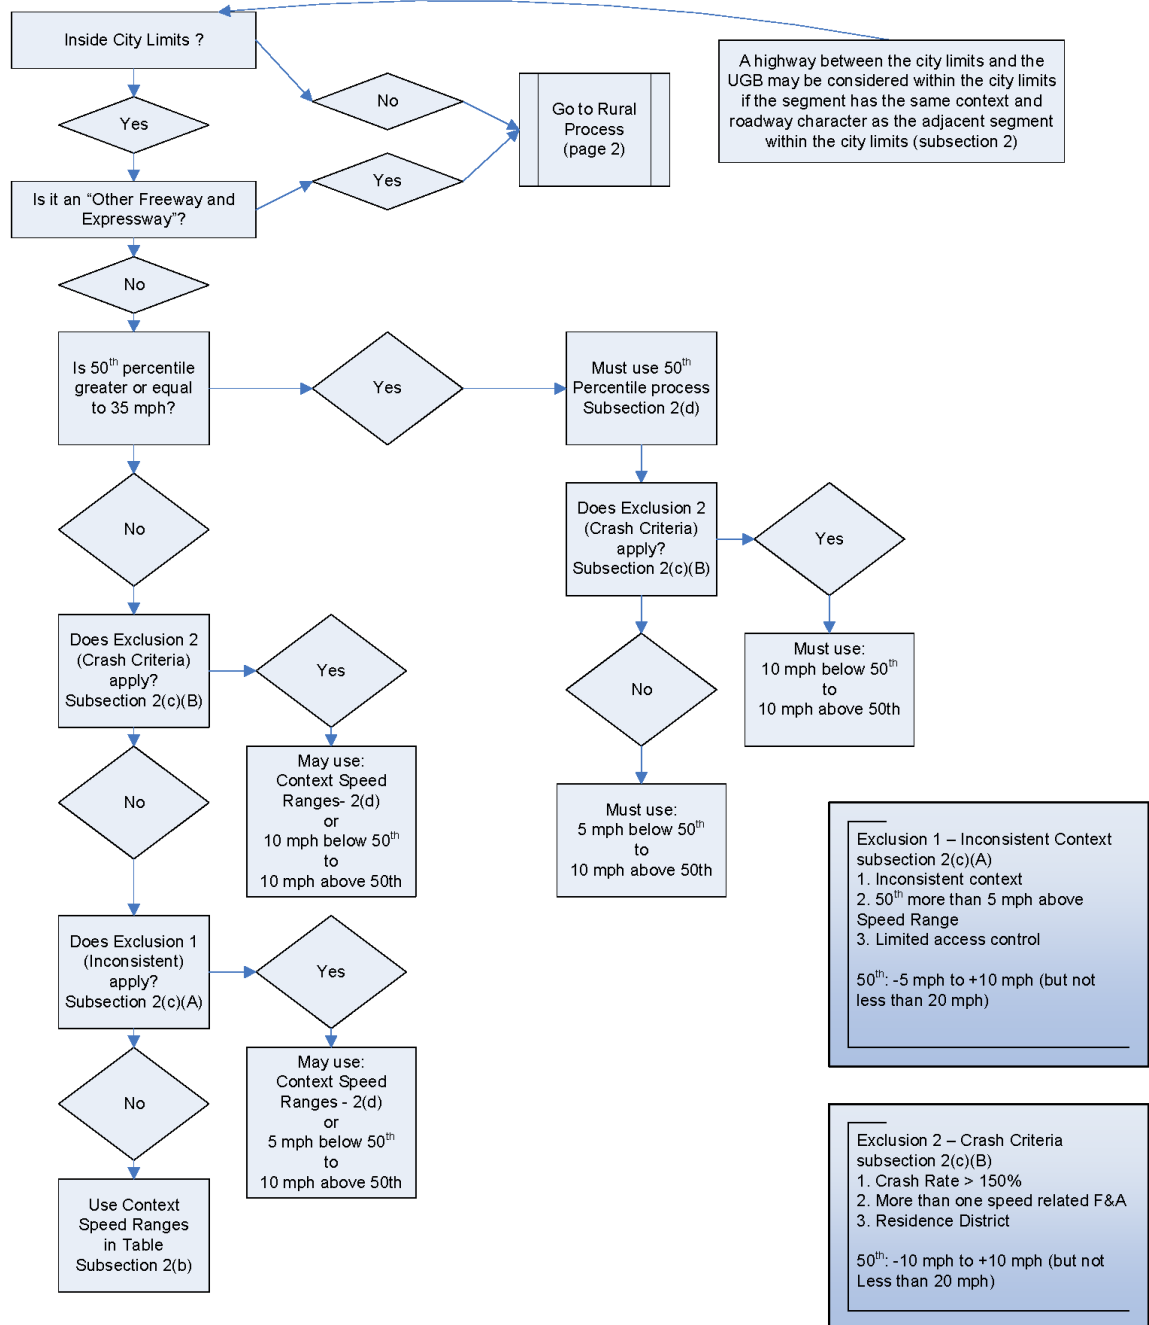 Inside City Limits ?
A highway between the city limits and the
UGB may be considered within the city limits
if the segment has the same context and
roadway character as the adjacent segment
within the city limits (subsection 2)
No
Go to Rural
Process
(page 2)
Yes
Yes
Is it an “Other Freeway and
Expressway”?
No
Is 50th percentile
greater or equal
to 35 mph?
Yes
Must use 50th
Percentile process
Subsection 2(d)
No
Does Exclusion 2
(Crash Criteria)
apply?
Subsection 2(c)(B)
Yes
Must use:
10 mph below 50th
to
10 mph above 50th
No
Must use:
5 mph below 50th
to
10 mph above 50th
Does Exclusion 2
(Crash Criteria)
apply?
Subsection 2(c)(B)
Yes
May use:
Context Speed
Ranges- 2(d)
or
10 mph below 50th
to
10 mph above 50th
No
Does Exclusion 1
(Inconsistent)
apply?
Subsection 2(c)(A)
Yes
May use:
Context Speed
Ranges - 2(d)
or
5 mph below 50th
to
10 mph above 50th
No
Use Context
Speed Ranges
in Table
Subsection 2(b)
Exclusion 1 – Inconsistent Context
subsection 2(c)(A)
1. Inconsistent context
2. 50th more than 5 mph above
Speed Range
3. Limited access control
50th: -5 mph to +10 mph (but not
less than 20 mph)
Exclusion 2 – Crash Criteria
subsection 2(c)(B)
1. Crash Rate > 150%
2. More than one speed related F&A
3. Residence District
50th: -10 mph to +10 mph (but not
Less than 20 mph)